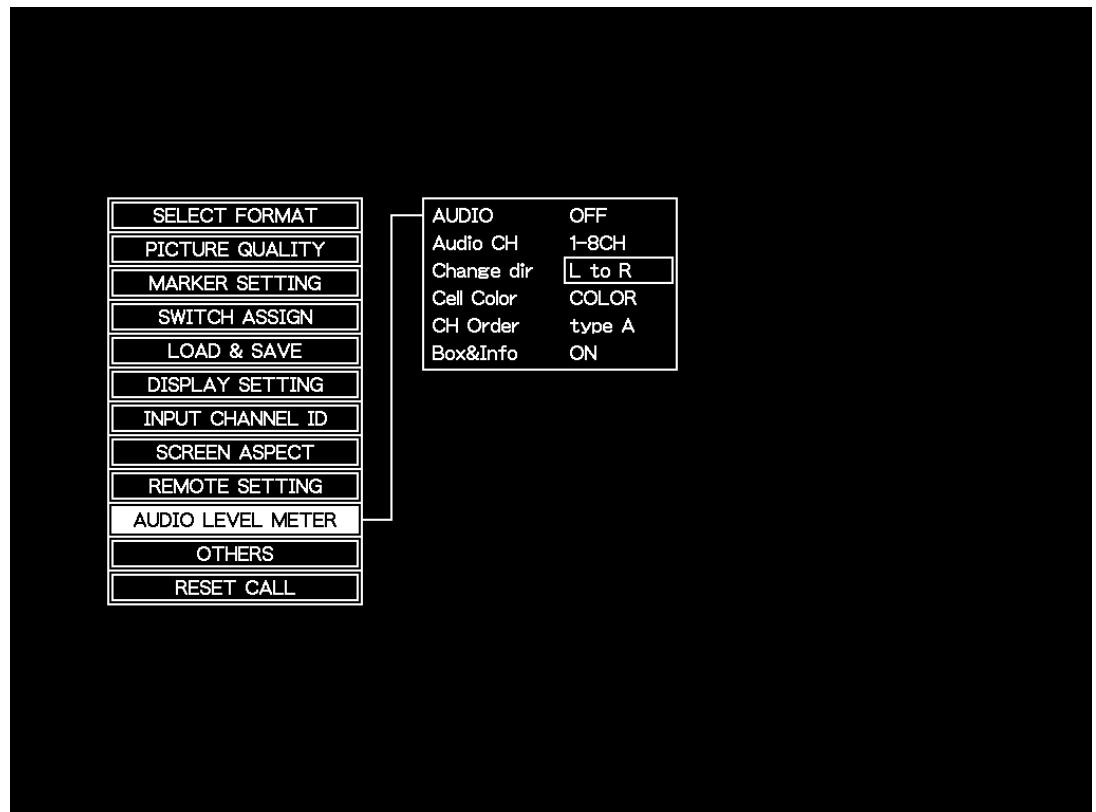 SELECT FORMAT
PICTURE QUALITY
MARKER SETTING
SWITCH ASSIGN
LOAD & SAVE
DISPLAY SETTING
INPUT CHANNEL ID
SCREEN ASPECT
REMOTE SETTING
AUDIO LEVEL METER
OTHERS
RESET CALL
AUDIO OFF
Audio CH 1-8CH
Change dir L to R
Cell Color COLOR
CH Order type A
Box&Info ON